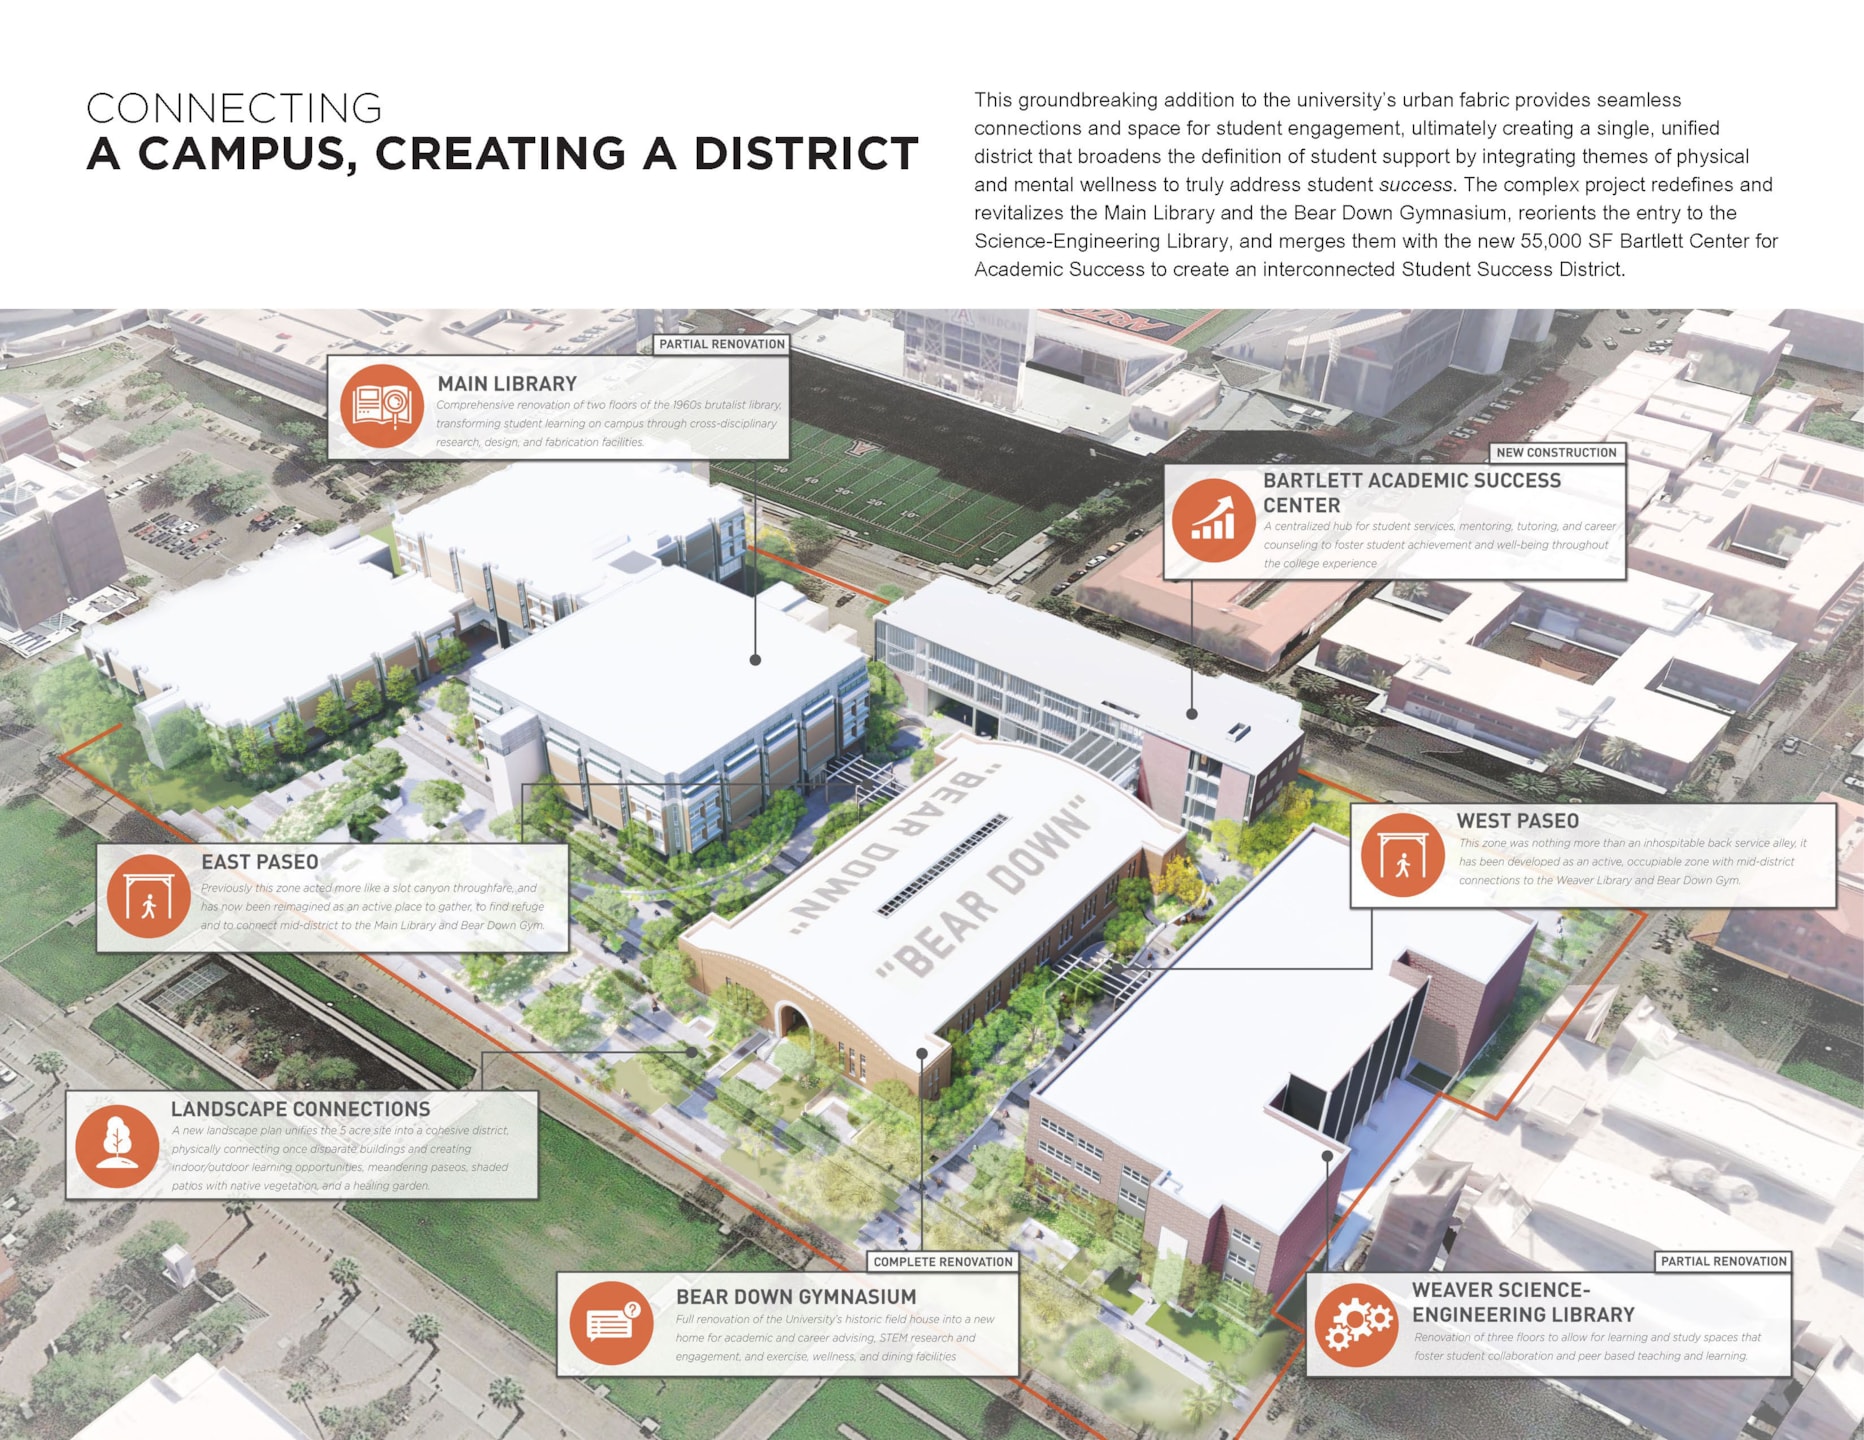 CONNECTING
A CAMPUS, CREATING A DISTRICT
This groundbreaking addition to the university's urban fabric provides seamless
connections and space for student engagement, ultimately creating a single, unified
district that broadens the definition of student support by integrating themes of physical
and mental wellness to truly address student success. The complex project redefines and
revitalizes the Main Library and the Bear Down Gymnasium, reorients the entry to the
Science-Engineering Library, and merges them with the new 55,000 SF Bartlett Center for
Academic Success to create an interconnected Student Success District.
WILDCATS
ARIZONA
PARTIAL RENOVATION
MAIN LIBRARY
Comprehensive renovation of two floors of the 1960s brutalist library,
transforming student learning on campus through cross-disciplinary
research, design, and fabrication facilities.
NEW CONSTRUCTION
BARTLETT ACADEMIC SUCCESS
CENTER
A centralized hub for student services, mentoring, tutoring, and career
counseling to foster student achievement and well-being throughout
the college experience
"BEAR DOWN"
"BEAR DOWN"
WEST PASEO
This zone was nothing more than an inhospitable back service alley, it
has been developed as an active, occupiable zone with mid-district
connections to the Weaver Library and Bear Down Gym.
EAST PASEO
Previously this zone acted more like a slot canyon throughfare, and
has now been reimagined as an active place to gather, to find refuge
and to connect mid-district to the Main Library and Bear Down Gym.
LANDSCAPE CONNECTIONS
A new landscape plan unifies the 5 acre site into a cohesive district,
physically connecting once disparate buildings and creating
indoor/outdoor learning opportunities, meandering paseos, shaded
patios with native vegetation, and a healing garden.
COMPLETE RENOVATION
BEAR DOWN GYMNASIUM
Full renovation of the University's historic field house into a new
home for academic and career advising, STEM research and
engagement, and exercise, wellness, and dining facilities
PARTIAL RENOVATION
WEAVER SCIENCE-
ENGINEERING LIBRARY
Renovation of three floors to allow for learning and study spaces that
foster student collaboration and peer based teaching and learning.